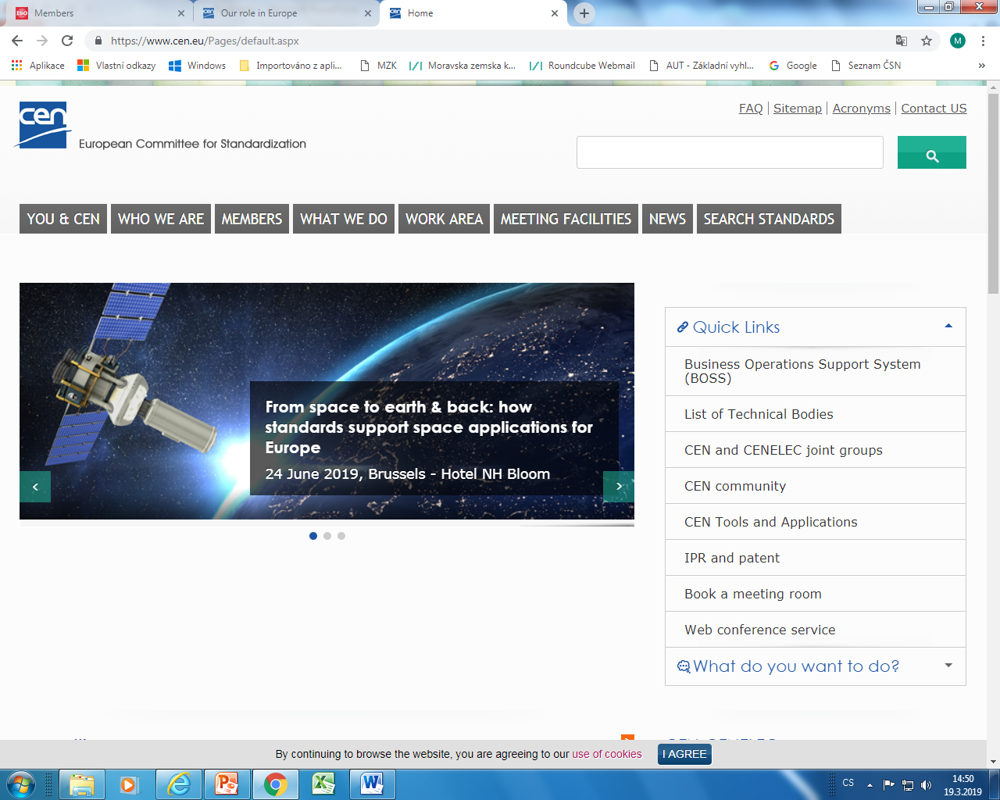 Members
Our role in Europe
Home
https://www.cen.eu/Pages/default.aspx
M
Aplikace
Vlastní odkazy
Windows
Importováno z apli...
MZK
Moravska zemska k...
Roundcube Webmail
AUT - Základní vyhl...
Google
Seznam ČSN
»
FAQ | Sitemap | Acronyms | Contact US
cen
European Committee for Standardization
YOU & CEN
WHO WE ARE
MEMBERS
WHAT WE DO
WORK AREA
MEETING FACILITIES
NEWS
SEARCH STANDARDS
From space to earth & back: how
standards support space applications for
Europe
24 June 2019, Brussels - Hotel NH Bloom
Quick Links
Business Operations Support System
(BOSS)
List of Technical Bodies
CEN and CENELEC joint groups
CEN community
CEN Tools and Applications
IPR and patent
Book a meeting room
Web conference service
What do you want to do?
By continuing to browse the website, you are agreeing to our use of cookies
I AGREE
CS
14:50
19.3.2019